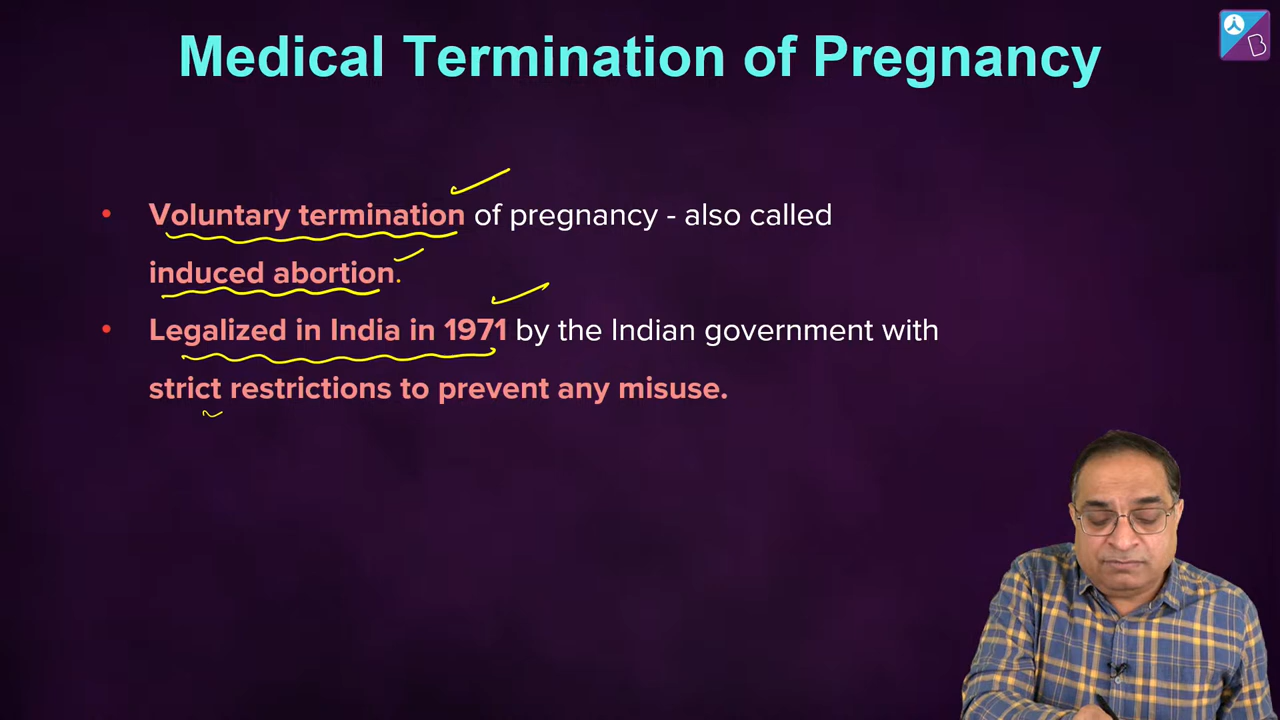 Medical Termination of Pregnancy
• Voluntary termination of pregnancy - also called
induced abortion.
• Legalized in India in 1971 by the Indian government with
strict restrictions to prevent any misuse.
B